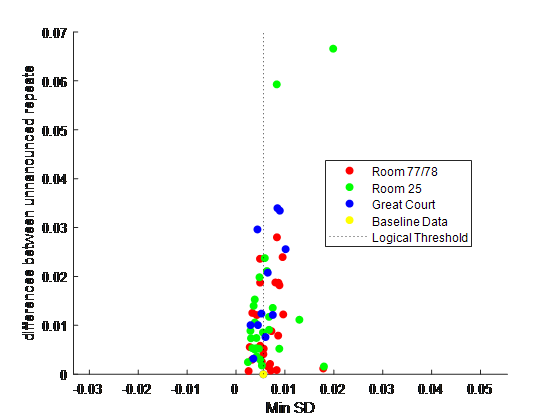 0.07
0.06
0.05
0.04
0.03
0.02
0.01
0
differences between unnanounced repeats
-0.03 -0.02 -0.01 0 0.01 0.02 0.03 0.04 0.05
Min SD
Room 77/78
Room 25
Great Court
Baseline Data
Logical Threshold